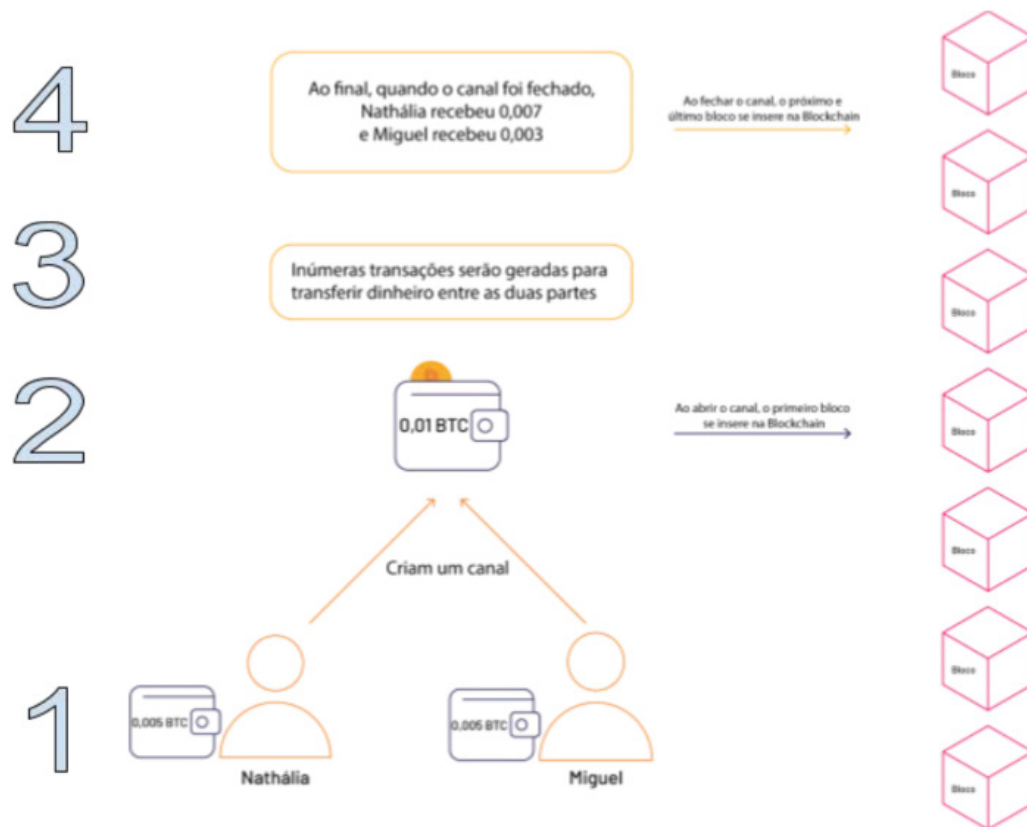 4
Ao final, quando o canal foi fechado,
Nathália recebeu 0,007
e Miguel recebeu 0,003
Ao fechar o canal, o próximo e
último bloco se insere na Blockchain
Bloco
Bloco
3
Inúmeras transações serão geradas para
transferir dinheiro entre as duas partes
Bloco
2
0,01 BTC
Ao abrir o canal, o primeiro bloco
se insere na Blockchain
Bloco
Criam um canal
Bloco
Bloco
1
0,005 BTC
Nathália
0,005 BTC
Miguel
Bloco